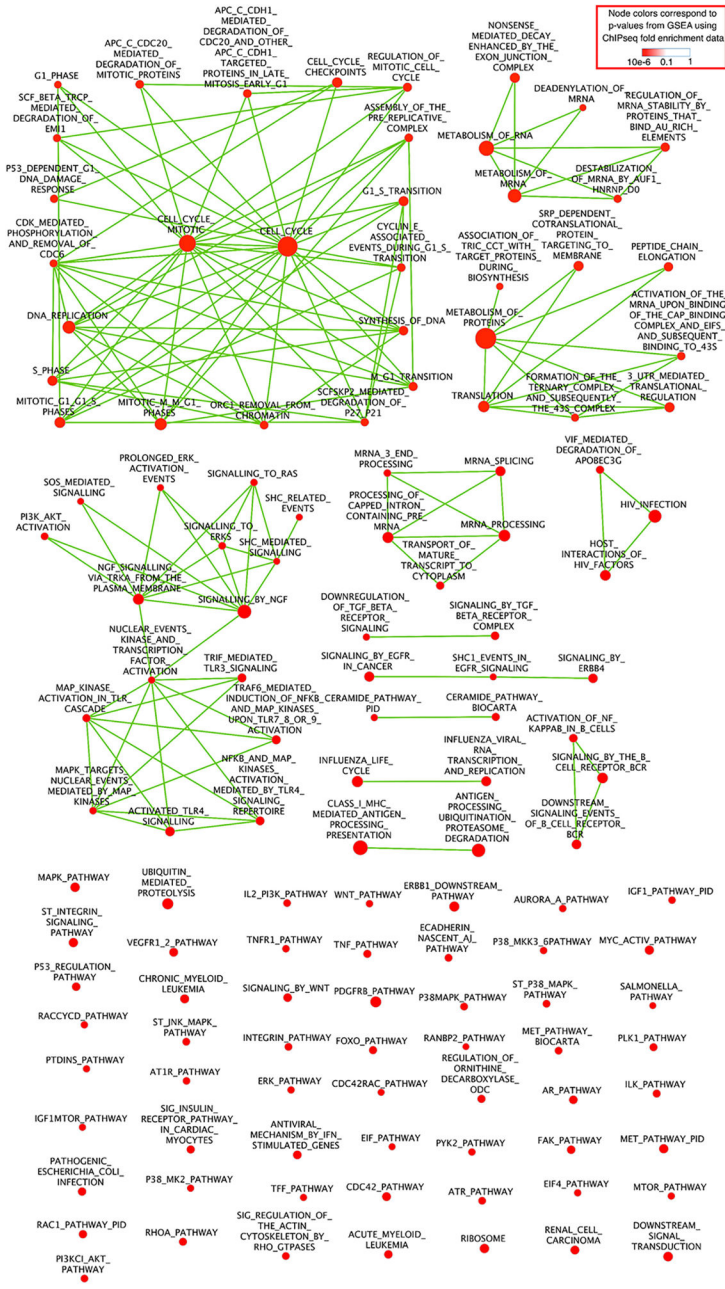 Node colors correspond to
p-values from GSEA using
ChIPseq fold enrichment data
10e-6 0.1 1
APC_C_CDH1_
MEDIATED_
DEGRADATION_OF_
CDC20_AND_OTHER_
APC_C_CDH1_
TARGETED_
PROTEINS_IN_LATE_
MITOSIS_EARLY_G1
APC_C_CDC20_
MEDIATED_
DEGRADATION_OF_
MITOTIC_PROTEINS
G1_PHASE
CELL_CYCLE_
CHECKPOINTS
REGULATION_OF_
MITOTIC_CELL_
CYCLE
SCF_BETA_TRCP_
MEDIATED_
DEGRADATION_OF_
EMI1
ASSEMBLY_OF_THE_
PRE_REPLICATIVE_
COMPLEX
P53_DEPENDENT_G1_
DNA_DAMAGE_
RESPONSE
G1_S_TRANSITION
CDK_MEDIATED_
PHOSPHORYLATION_
AND_REMOVAL_OF_
CDC6
CELL_CYCLE_
MITOTIC
CELL_CYCLE
CYCLIN_E_
ASSOCIATED_
EVENTS_DURING_G1_S_
TRANSITION
DNA_REPLICATION
SYNTHESIS_OF_DNA
S_PHASE
M_G1_TRANSITION
MITOTIC_G1_G1_S_
PHASES
MITOTIC_M_M_G1_
PHASES
ORC1_REMOVAL_FROM_
CHROMATIN
SCFSKP2_MEDIATED_
DEGRADATION_OF_
P27_P21
NONSENSE_
MEDIATED_DECAY_
ENHANCED_BY_THE_
EXON_JUNCTION_
COMPLEX
DEADENYLATION_OF_
MRNA
REGULATION_OF_
MRNA_STABILITY_BY_
PROTEINS_THAT_
BIND_AU_RICH_
ELEMENTS
METABOLISM_OF_RNA
METABOLISM_OF_
MRNA
DESTABILIZATION_
OF_MRNA_BY_AUF1_
HNRNP_D0
ASSOCIATION_OF_
TRIC_CCT_WITH_
TARGET_PROTEINS_
DURING_
BIOSYNTHESIS
SRP_DEPENDENT_
COTRANSLATIONAL_
PROTEIN_
TARGETING_TO_
MEMBRANE
PEPTIDE_CHAIN_
ELONGATION
METABOLISM_OF_
PROTEINS
ACTIVATION_OF_THE_
MRNA_UPON_BINDING_
OF_THE_CAP_BINDING_
COMPLEX_AND_EIFS_
AND_SUBSEQUENT_
BINDING_TO_43S
TRANSLATION
FORMATION_OF_THE_
TERNARY_COMPLEX_
AND_SUBSEQUENTLY_
THE_43S_COMPLEX
3_UTR_MEDIATED_
TRANSLATIONAL_
REGULATION
PROLONGED_ERK_
ACTIVATION_
EVENTS
SIGNALLING_TO_RAS
SOS_MEDIATED_
SIGNALLING
SHC_RELATED_
EVENTS
PI3K_AKT_
ACTIVATION
SIGNALLING_TO_
ERKS
SHC_MEDIATED_
SIGNALLING
NGF_SIGNALLING_
VIA_TRKA_FROM_THE_
PLASMA_MEMBRANE
SIGNALLING_BY_NGF
NUCLEAR_EVENTS_
KINASE_AND_
TRANSCRIPTION_
FACTOR_
ACTIVATION
TRIF_MEDIATED_
TLR3_SIGNALING
MAP_KINASE_
ACTIVATION_IN_TLR_
CASCADE
TRAF6_MEDIATED_
INDUCTION_OF_NFKB_
AND_MAP_KINASES_
UPON_TLR7_8_OR_9_
ACTIVATION
MAPK_TARGETS_
NUCLEAR_EVENTS_
MEDIATED_BY_MAP_
KINASES
ACTIVATED_TLR4_
SIGNALLING
NFKB_AND_MAP_
KINASES_
ACTIVATION_
MEDIATED_BY_TLR4_
SIGNALING_
REPERTOIRE
MRNA_3_END_
PROCESSING
MRNA_SPLICING
PROCESSING_OF_
CAPPED_INTRON_
CONTAINING_PRE_
MRNA
MRNA_PROCESSING
TRANSPORT_OF_
MATURE_
TRANSCRIPT_TO_
CYTOPLASM
VIF_MEDIATED_
DEGRADATION_OF_
APOBEC3G
HIV_INFECTION
HOST_
INTERACTIONS_OF_
HIV_FACTORS
DOWNREGULATION_
OF_TGF_BETA_
RECEPTOR_
SIGNALING
SIGNALING_BY_TGF_
BETA_RECEPTOR_
COMPLEX
SIGNALING_BY_EGFR_
IN_CANCER
SHC1_EVENTS_IN_
EGFR_SIGNALING
SIGNALING_BY_
ERBB4
CERAMIDE_PATHWAY_
PID
CERAMIDE_PATHWAY_
BIOCARTA
INFLUENZA_LIFE_
CYCLE
INFLUENZA_VIRAL_
RNA_
TRANSCRIPTION_
AND_REPLICATION
CLASS_I_MHC_
MEDIATED_ANTIGEN_
PROCESSING_
PRESENTATION
ANTIGEN_
PROCESSING_
UBIQUITINATION_
PROTEASOME_
DEGRADATION
ACTIVATION_OF_NF_
KAPPAB_IN_B_CELLS
SIGNALING_BY_THE_B_
CELL_RECEPTOR_BCR
DOWNSTREAM_
SIGNALING_EVENTS_
OF_B_CELL_RECEPTOR_
BCR
MAPK_PATHWAY
UBIQUITIN_
MEDIATED_
PROTEOLYSIS
IL2_PI3K_PATHWAY
WNT_PATHWAY
ERBB1_DOWNSTREAM_
PATHWAY
AURORA_A_PATHWAY
IGF1_PATHWAY_PID
ST_INTEGRIN_
SIGNALING_
PATHWAY
VEGFR1_2_PATHWAY
TNFR1_PATHWAY
TNF_PATHWAY
ECADHERIN_
NASCENT_AJ_
PATHWAY
P38_MKK3_6PATHWAY
MYC_ACTIV_PATHWAY
P53_REGULATION_
PATHWAY
CHRONIC_MYELOID_
LEUKEMIA
SIGNALING_BY_WNT
PDGFRB_PATHWAY
P38MAPK_PATHWAY
ST_P38_MAPK_
PATHWAY
SALMONELLA_
PATHWAY
RACCYCD_PATHWAY
ST_JNK_MAPK_
PATHWAY
INTEGRIN_PATHWAY
FOXO_PATHWAY
RANBP2_PATHWAY
MET_PATHWAY_
BIOCARTA
PLK1_PATHWAY
PTDINS_PATHWAY
AT1R_PATHWAY
ERK_PATHWAY
CDC42RAC_PATHWAY
REGULATION_OF_
ORNITHINE_
DECARBOXYLASE_
ODC
AR_PATHWAY
ILK_PATHWAY
IGF1MTOR_PATHWAY
SIG_INSULIN_
RECEPTOR_PATHWAY_
IN_CARDIAC_
MYOCYTES
ANTIVIRAL_
MECHANISM_BY_IFN_
STIMULATED_GENES
EIF_PATHWAY
PYK2_PATHWAY
FAK_PATHWAY
MET_PATHWAY_PID
PATHOGENIC_
ESCHERICHIA_COLI_
INFECTION
P38_MK2_PATHWAY
TFF_PATHWAY
CDC42_PATHWAY
ATR_PATHWAY
EIF4_PATHWAY
MTOR_PATHWAY
RAC1_PATHWAY_PID
RHOA_PATHWAY
SIG_REGULATION_OF_
THE_ACTIN_
CYTOSKELETON_BY_
RHO_GTPASES
ACUTE_MYELOID_
LEUKEMIA
RIBOSOME
RENAL_CELL_
CARCINOMA
DOWNSTREAM_
SIGNAL_
TRANSDUCTION
PI3KCI_AKT_
PATHWAY